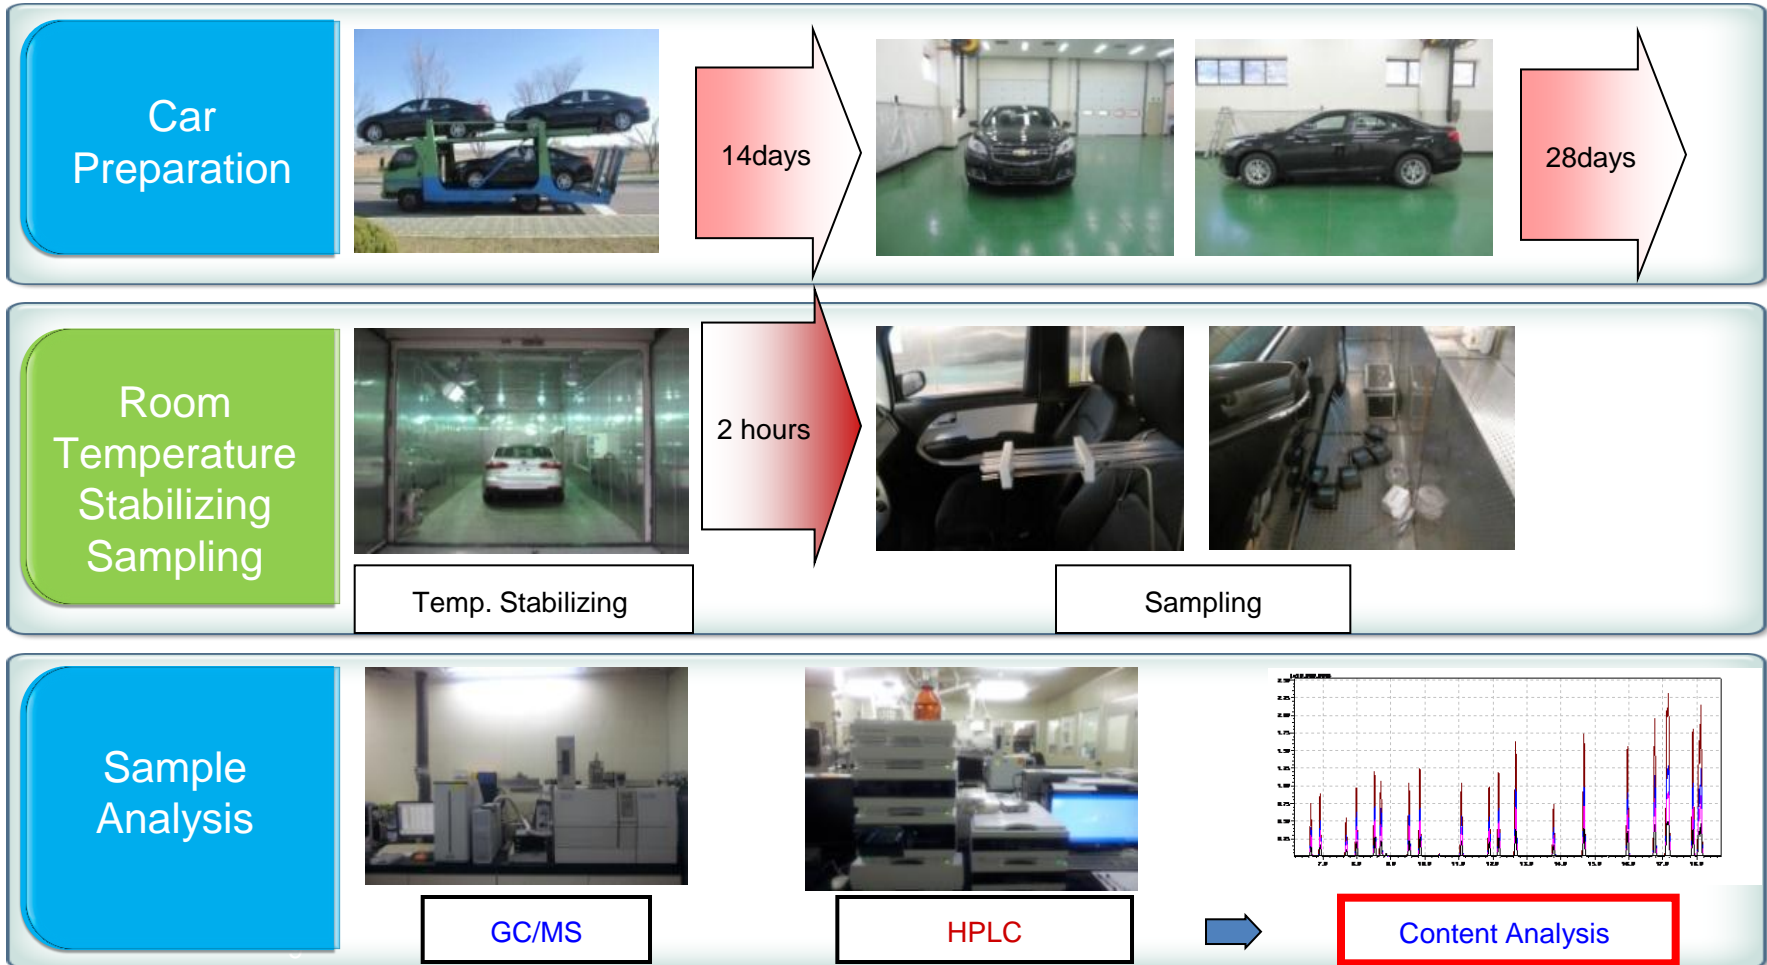 Car
Preparation
14days
28days
Room
Temperature
Stabilizing
Sampling
2 hours
Temp. Stabilizing
Sampling
Sample
Analysis
GC/MS
HPLC
Content Analysis